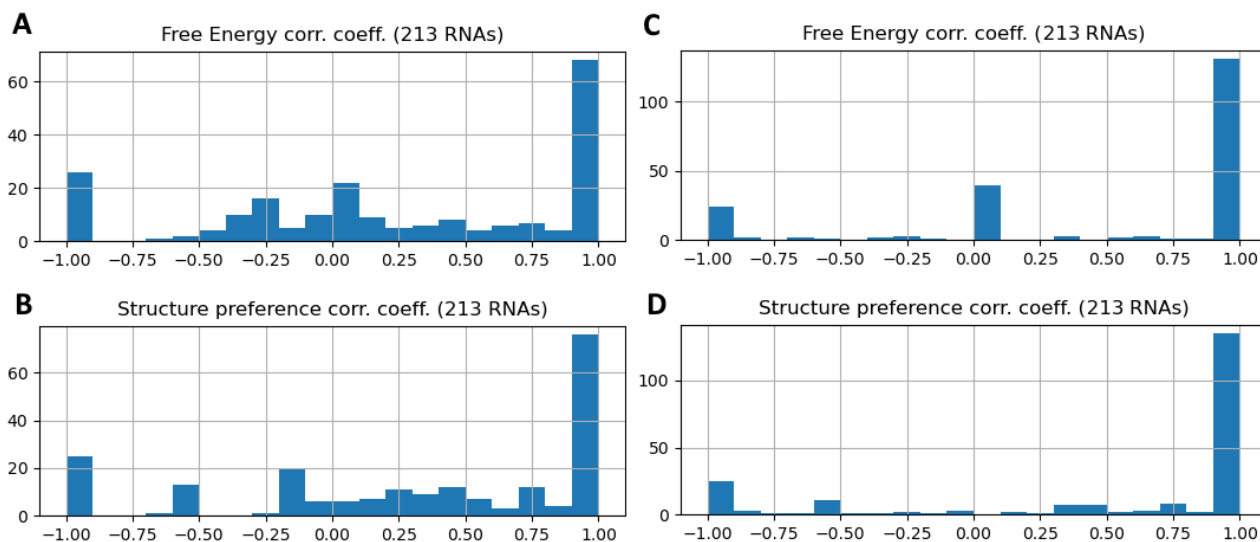 A
Free Energy corr. coeff. (213 RNAs)
60
40
20
0
−1.00 −0.75 −0.50 −0.25 0.00 0.25 0.50 0.75 1.00
B
Structure preference corr. coeff. (213 RNAs)
60
40
20
0
−1.00 −0.75 −0.50 −0.25 0.00 0.25 0.50 0.75 1.00
C
Free Energy corr. coeff. (213 RNAs)
100
50
0
−1.00 −0.75 −0.50 −0.25 0.00 0.25 0.50 0.75 1.00
D
Structure preference corr. coeff. (213 RNAs)
100
50
0
−1.00 −0.75 −0.50 −0.25 0.00 0.25 0.50 0.75 1.00